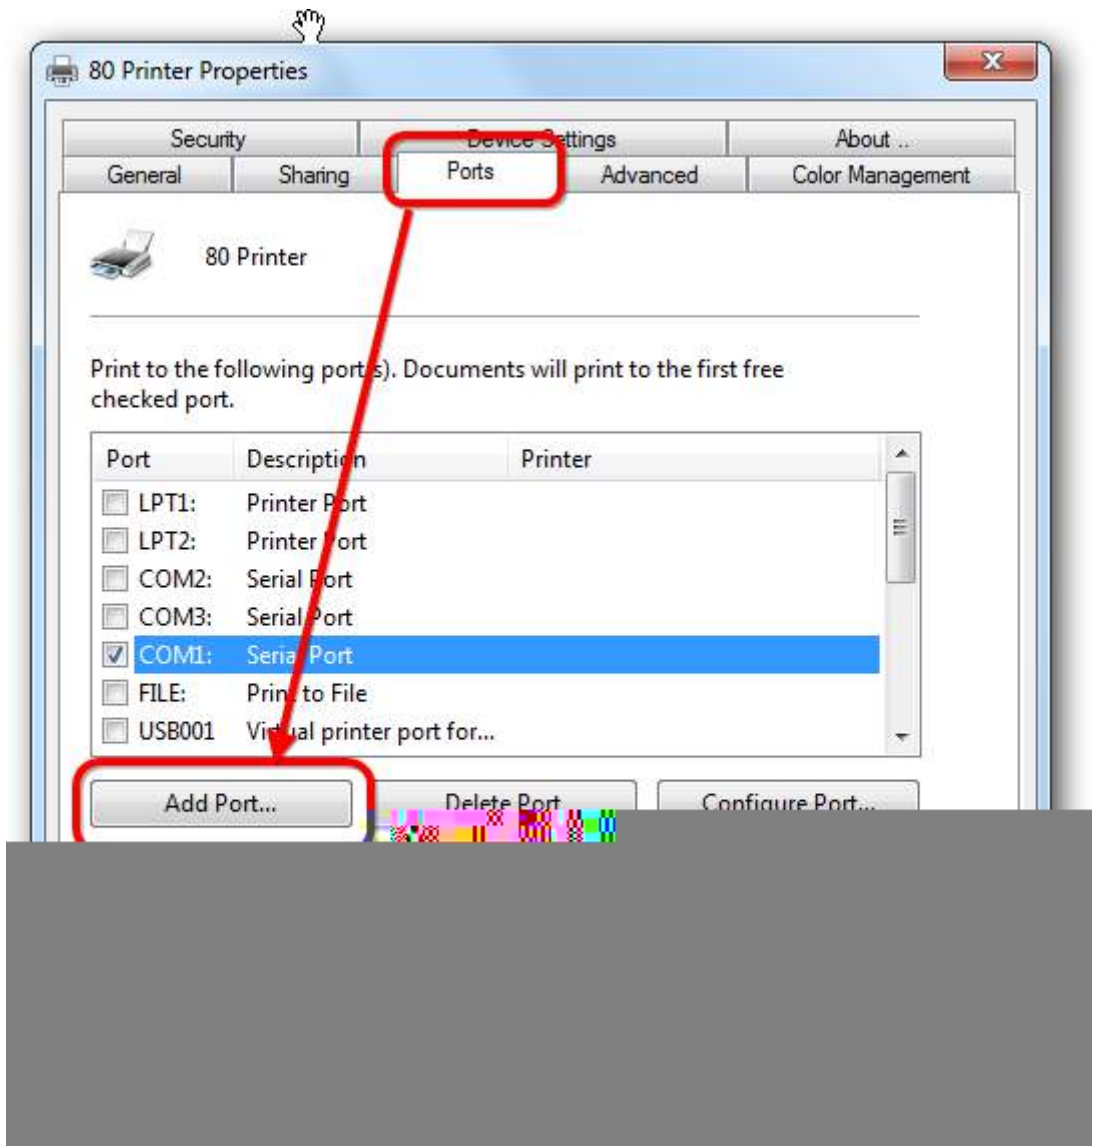 80 Printer Properties
Security Device Settings About ..
General Sharing Ports Advanced Color Management
80 Printer
Print to the following port(s). Documents will print to the first free
checked port.
Port Description Printer
LPT1: Printer Port
LPT2: Printer Port
COM2: Serial Port
COM3: Serial Port
COM1: Serial Port
FILE: Print to File
USB001 Virtual printer port for...
Add Port... Delete Port Configure Port...